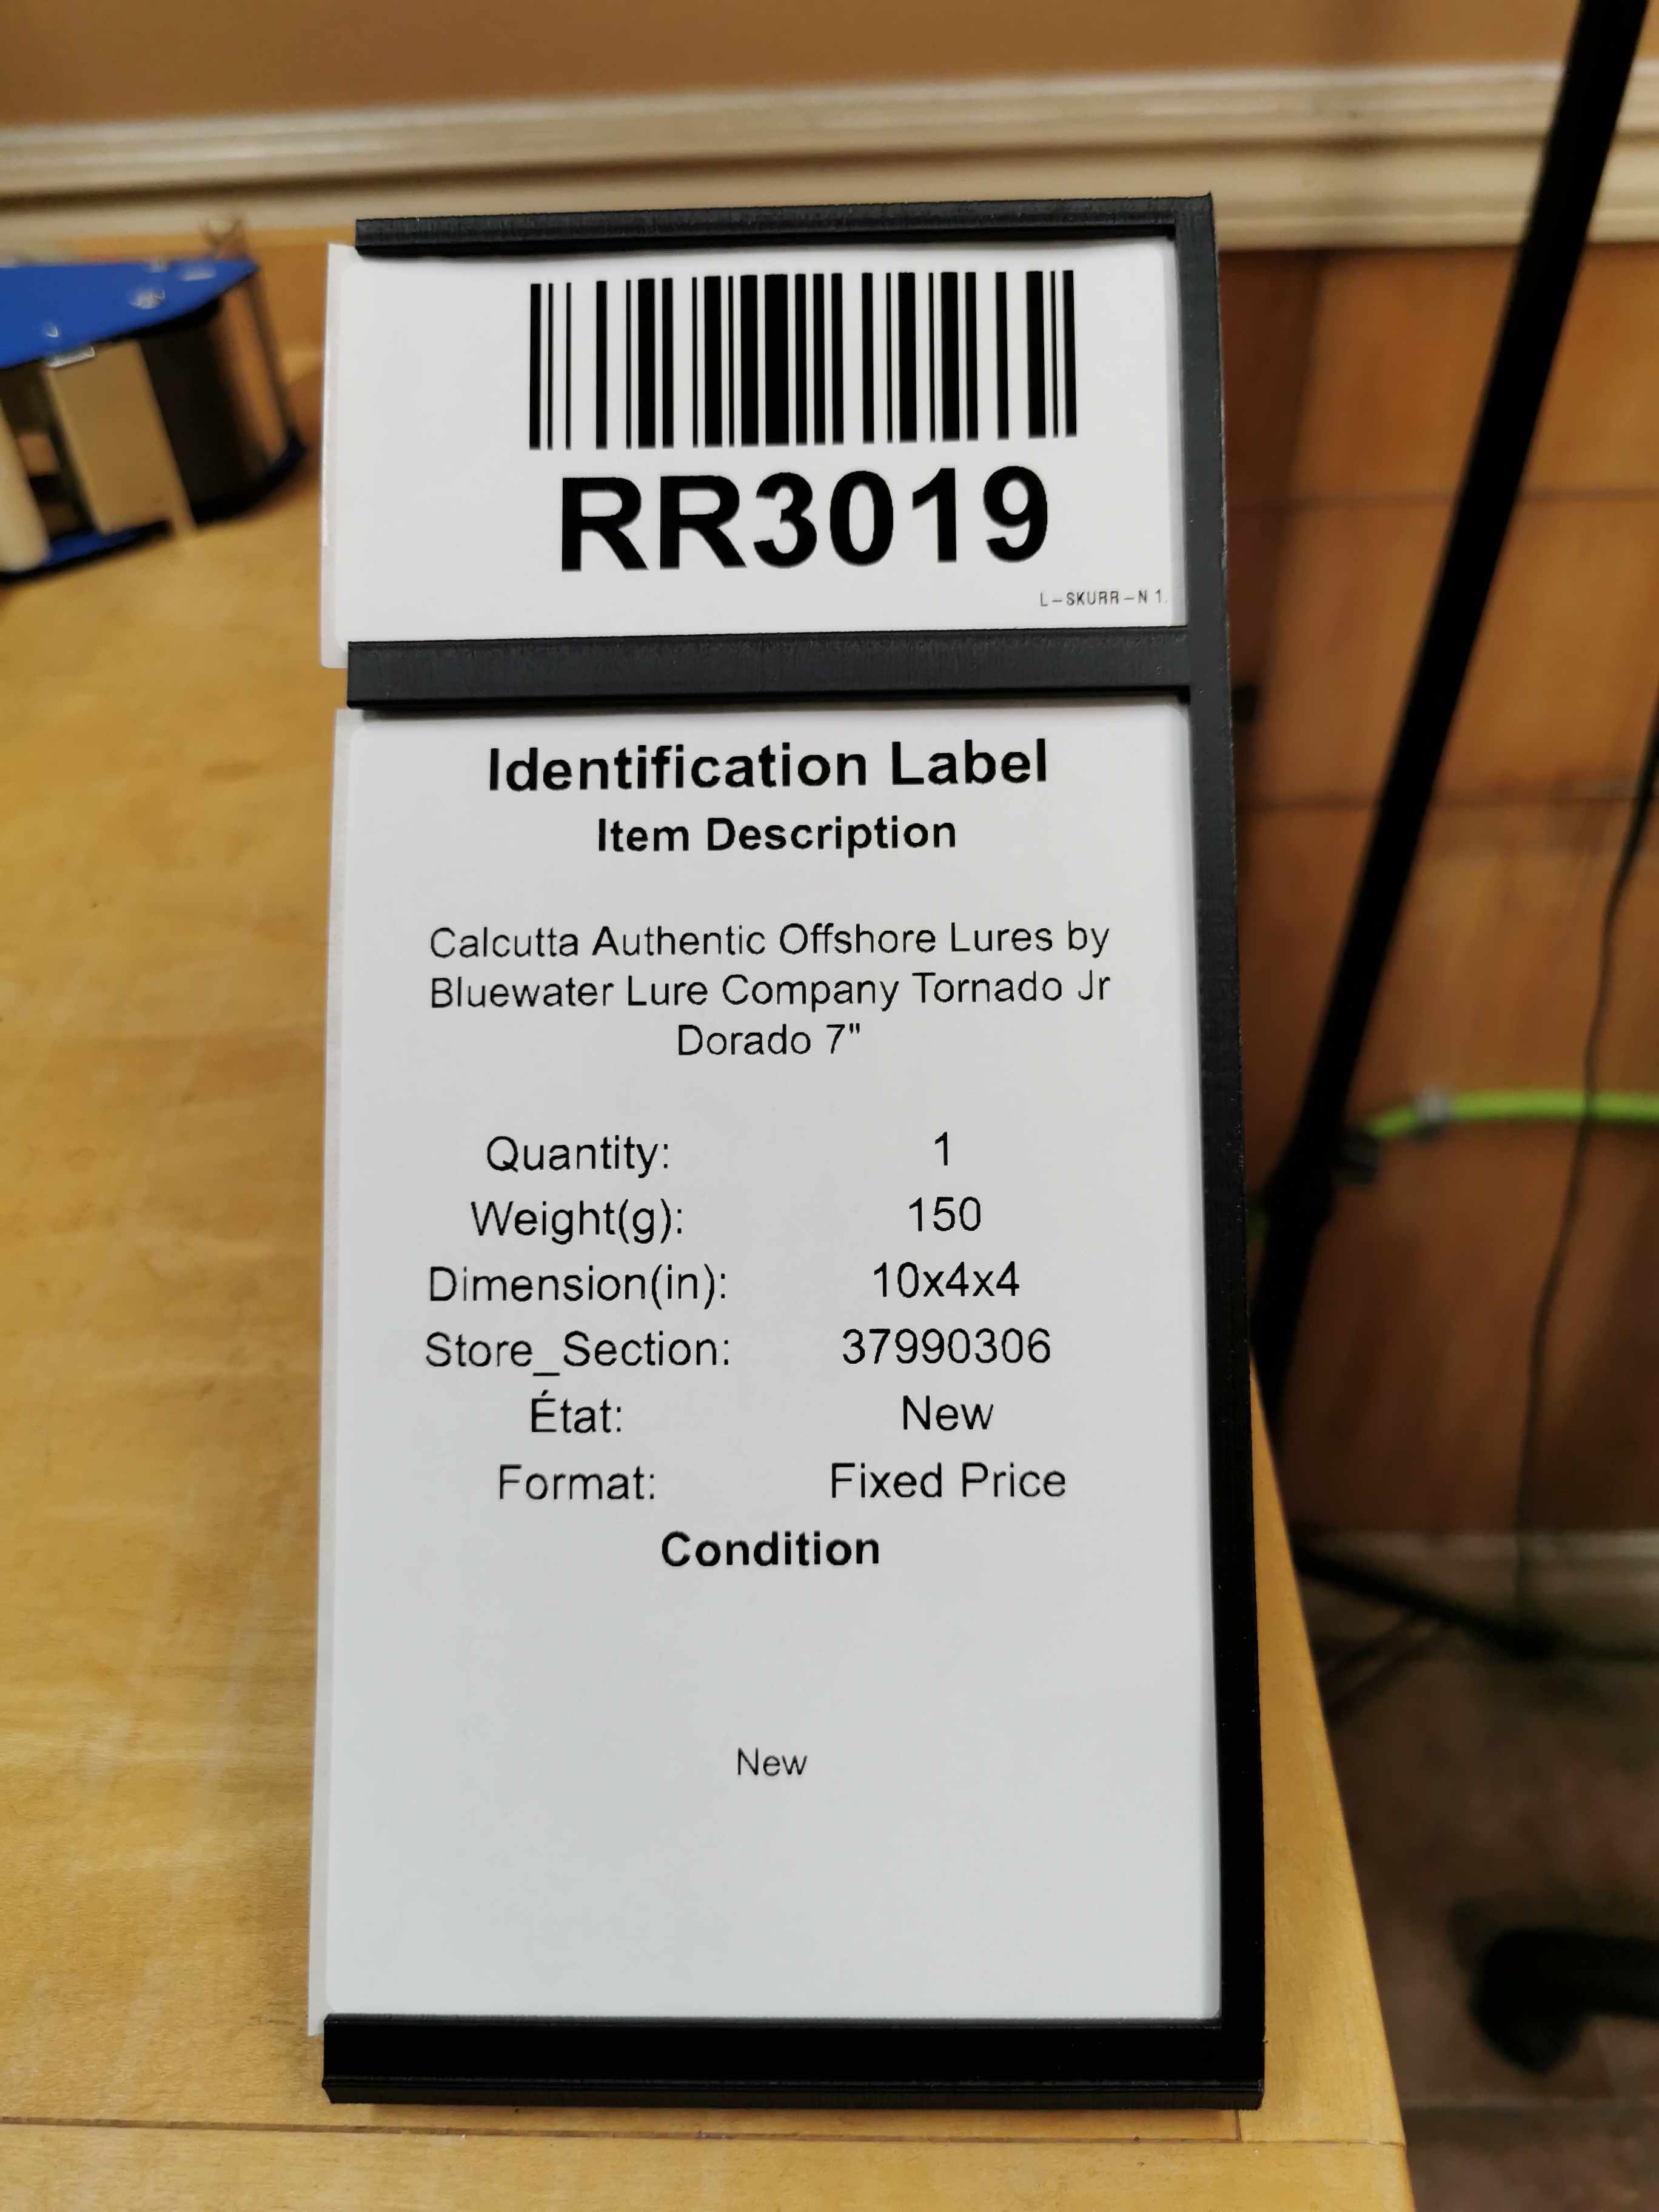 RR3019
L-SKURR-N 1.
Identification Label
Item Description
Calcutta Authentic Offshore Lures by
Bluewater Lure Company Tornado Jr
Dorado 7"
Quantity: 1
Weight(g): 150
Dimension(in): 10x4x4
Store_Section: 37990306
État: New
Format: Fixed Price
Condition
New